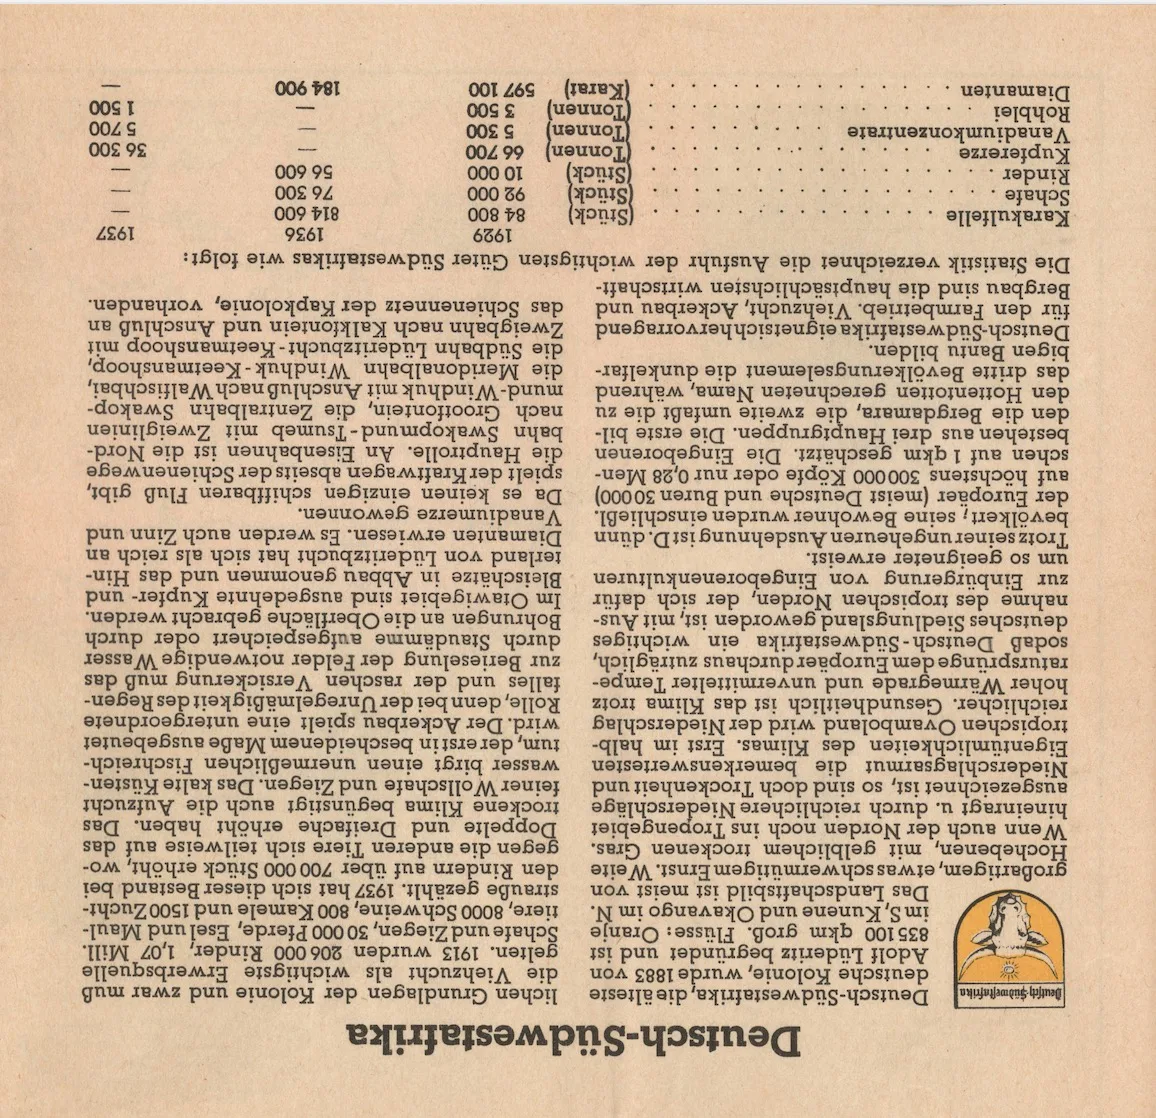 Deutsch-Südwestafrika
Deutsch-Südwestafrika
Deutsch-Südwestafrika, die älteste
deutsche Kolonie, wurde 1883 von
Adolf Lüderitz begründet und ist
835100 qkm groß. Flüsse: Oranje
im S, Kunene und Okavango im N.
Das Landschaftsbild ist meist von
großartigen, etwas schwermütigem Ernst. Weite
Hochebenen, mit gelblichem trockenen Gras.
Wenn auch der Norden noch ins Tropengebiet
hineinragt u. durch reichlichere Niederschläge
ausgezeichnet ist, so sind doch Trockenheit und
Niederschlagsarmut die bemerkenswertesten
Eigentümlichkeiten des Klimas. Erst im halb-
tropischen Ovamboland wird der Niederschlag
reichlicher. Gesundheitlich ist das Klima trotz
hoher Wärmegrade und unvermittelter Tempe-
ratursprünge dem Europäer durchaus zuträglich,
sodaß Deutsch-Südwestafrika ein wichtiges
deutsches Siedlungsland geworden ist, mit Aus-
nahme des tropischen Norden, der sich dafür
zur Einbürgerung von Eingeborenenkulturen
um so geeigneter erweist.
Trotz seiner ungeheuren Ausdehnung ist D. dünn
bevölkert; seine Bewohner wurden einschließl.
der Europäer (meist Deutsche und Buren 30000)
auf höchstens 300000 Köpfe oder nur 0,28 Men-
schen auf 1 qkm geschätzt. Die Eingeborenen
bestehen aus drei Hauptgruppen. Die erste bil-
den die Bergdamara, die zweite umfaßt die zu
den Hottentotten gerechneten Nama, während
das dritte Bevölkerungselement die dunkelfar-
bigen Bantu bilden.
Deutsch-Südwestafrika eignet sich hervorragend
für den Farmbetrieb. Viehzucht, Ackerbau und
Bergbau sind die hauptsächlichsten wirtschaft-
lichen Grundlagen der Kolonie und zwar muß
die Viehzucht als wichtigste Erwerbsquelle
gelten. 1913 wurden 206 000 Rinder, 1,07 Mill.
Schafe und Ziegen, 30 000 Pferde, Esel und Maul-
tiere, 8000 Schweine, 800 Kamele und 1500 Zucht-
strauße gezählt. 1937 hat sich dieser Bestand bei
den Rindern auf über 700 000 Stück erhöht, wo-
gegen die anderen Tiere sich teilweise auf das
Doppelte und Dreifache erhöht haben. Das
trockene Klima begünstigt auch die Aufzucht
feiner Wollschafe und Ziegen. Das kalte Küsten-
wasser birgt einen unermeßlichen Fischreich-
tum, der erst in bescheidenem Maße ausgebeutet
wird. Der Ackerbau spielt eine untergeordnete
Rolle, denn bei der Unregelmäßigkeit des Regen-
falles und der raschen Versickerung muß das
zur Berieselung der Felder notwendige Wasser
durch Staudämme aufgespeichert oder durch
Bohrungen an die Oberfläche gebracht werden.
Im Otawigebiet sind ausgedehnte Kupfer- und
Bleischätze in Abbau genommen und das Hin-
terland von Lüderitzbucht hat sich als reich an
Diamanten erwiesen. Es werden auch Zinn und
Vanadiumerze gewonnen.
Da es keinen einzigen schiffbaren Fluß gibt,
spielt der Kraftwagen abseits der Schienenwege
die Hauptrolle. An Eisenbahnen ist die Nord-
bahn Swakopmund-Tsumeb mit Zweiglinien
nach Grootfontein, die Zentralbahn Swakop-
mund-Windhuk mit Anschluß nach Walfischbai,
die Meridonalbahn Windhuk-Keetmanshoop,
die Südbahn Lüderitzbucht-Keetmanshoop mit
Zweigbahn nach Kalkfontein und Anschluß an
das Schienennetz der Kapkolonie, vorhanden.
Die Statistik verzeichnet die Ausfuhr der wichtigsten Güter Südwestafrikas wie folgt:
1929 1936 1937
Karakulfelle . . . . . . . . . . . . . . (Stück) 84 800 814 600 —
Schafe . . . . . . . . . . . . . . . . (Stück) 92 000 76 300 —
Rinder . . . . . . . . . . . . . . . . (Stück) 10 000 56 600 —
Kupfererze . . . . . . . . . . . . . . (Tonnen) 66 700 — 36 300
Vanadiumkonzentrate . . . . . . . . . (Tonnen) 5 300 — 5 700
Rohblei . . . . . . . . . . . . . . . . (Tonnen) 3 500 — 1 500
Diamanten . . . . . . . . . . . . . . (Karat) 597 100 184 900 —